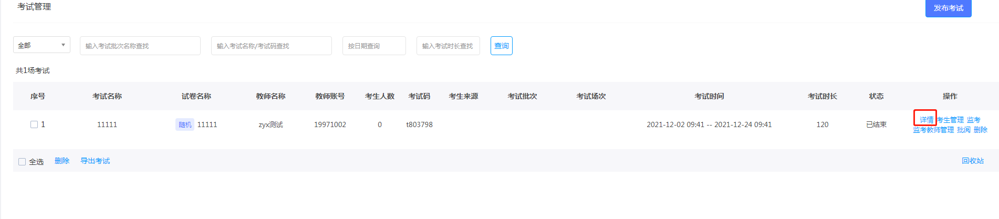 考试管理
发布考试
全部 输入考试批次名称查找 输入考试名称/考试码查找 按日期查询 输入考试时长查找 查询
共1场考试
序号 考试名称 试卷名称 教师名称 教师账号 考生人数 考试码 考生来源 考试批次 考试场次 考试时间 考试时长 状态 操作
1 11111 随机 11111 zyx测试 19971002 0 t803798 2021-12-02 09:41 -- 2021-12-24 09:41 120 已结束 详情 考生管理 监考
监考教师管理 批阅 删除
全选 删除 导出考试 回收站